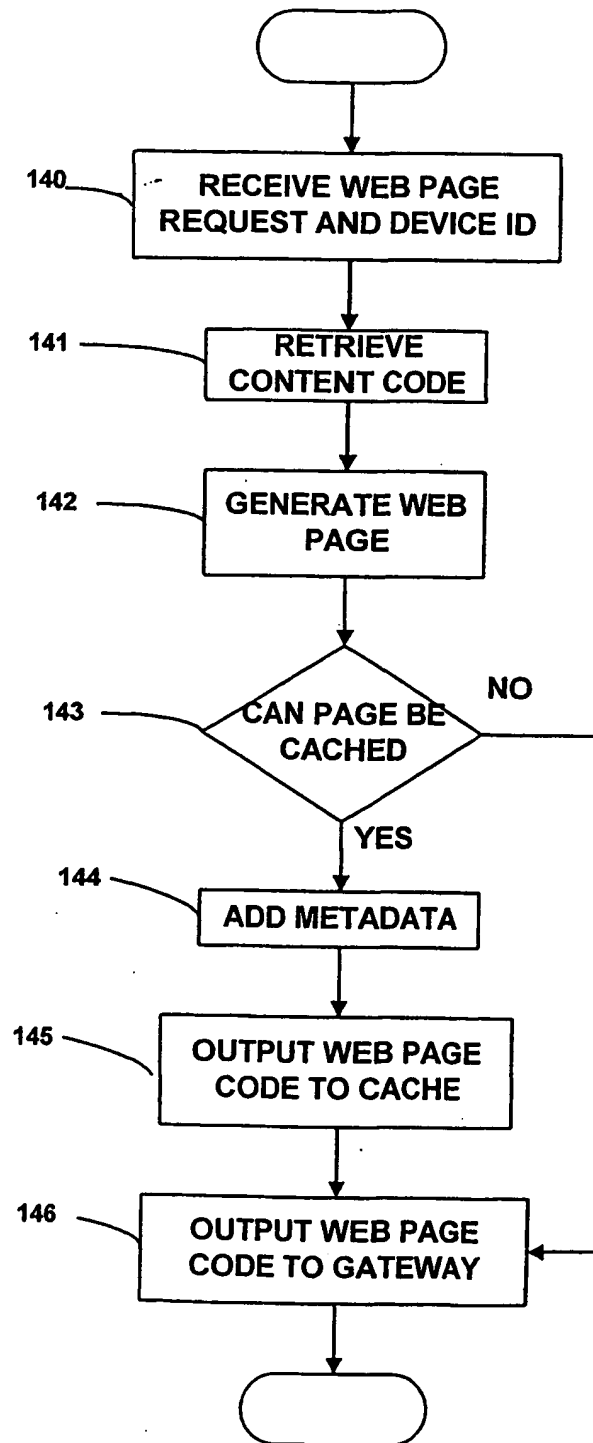 140
RECEIVE WEB PAGE
REQUEST AND DEVICE ID
141
RETRIEVE
CONTENT CODE
142
GENERATE WEB
PAGE
143
CAN PAGE BE
CACHED
NO
YES
144
ADD METADATA
145
OUTPUT WEB PAGE
CODE TO CACHE
146
OUTPUT WEB PAGE
CODE TO GATEWAY